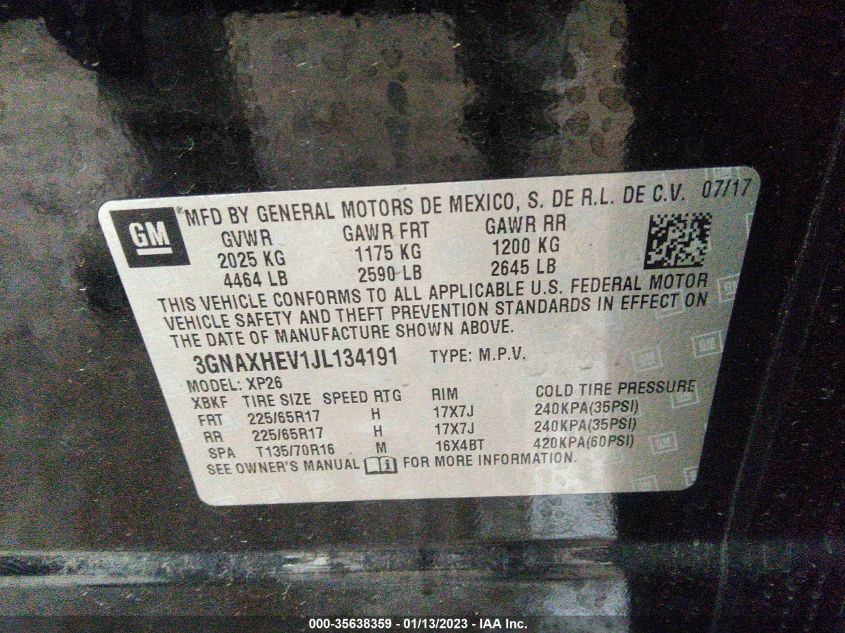 GM
*MFD BY GENERAL MOTORS DE MEXICO, S. DE R.L. DE C.V. 07/17
GVWR GAWR FRT GAWR RR
2025 KG 1175 KG 1200 KG
4464 LB 2590 LB 2645 LB
THIS VEHICLE CONFORMS TO ALL APPLICABLE U.S. FEDERAL MOTOR
VEHICLE SAFETY AND THEFT PREVENTION STANDARDS IN EFFECT ON
THE DATE OF MANUFACTURE SHOWN ABOVE.
3GNAXHEV1JL134191 TYPE: M.P.V.
MODEL: XP26
XBKF TIRE SIZE SPEED RTG RIM COLD TIRE PRESSURE
FRT 225/65R17 H 17X7J 240KPA(35PSI)
RR 225/65R17 H 17X7J 240KPA(35PSI)
SPA T135/70R16 M 16X4BT 420KPA(60PSI)
SEE OWNER'S MANUAL FOR MORE INFORMATION.
000-35638359 - 01/13/2023 - IAA Inc.